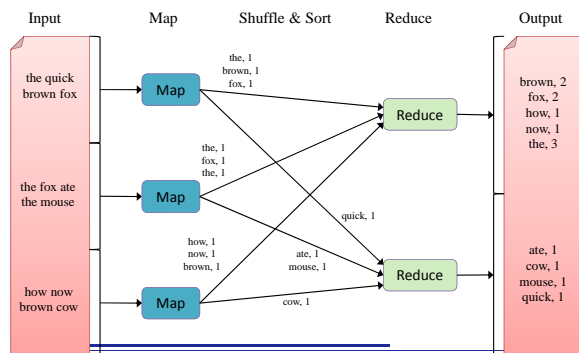 Input Map Shuffle & Sort Reduce Output
the quick
brown fox
the fox ate
the mouse
how now
brown cow
Map
Map
Map
the, 1
brown, 1
fox, 1
the, 1
fox, 1
the, 1
quick, 1
how, 1
now, 1
brown, 1
ate, 1
mouse, 1
cow, 1
Reduce
Reduce
brown, 2
fox, 2
how, 1
now, 1
the, 3
ate, 1
cow, 1
mouse, 1
quick, 1